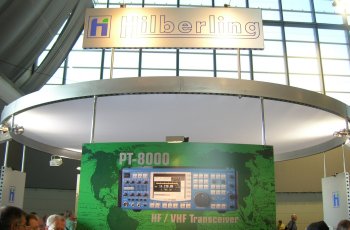 Hilberling
PT-8000
HF / VHF Transceiver